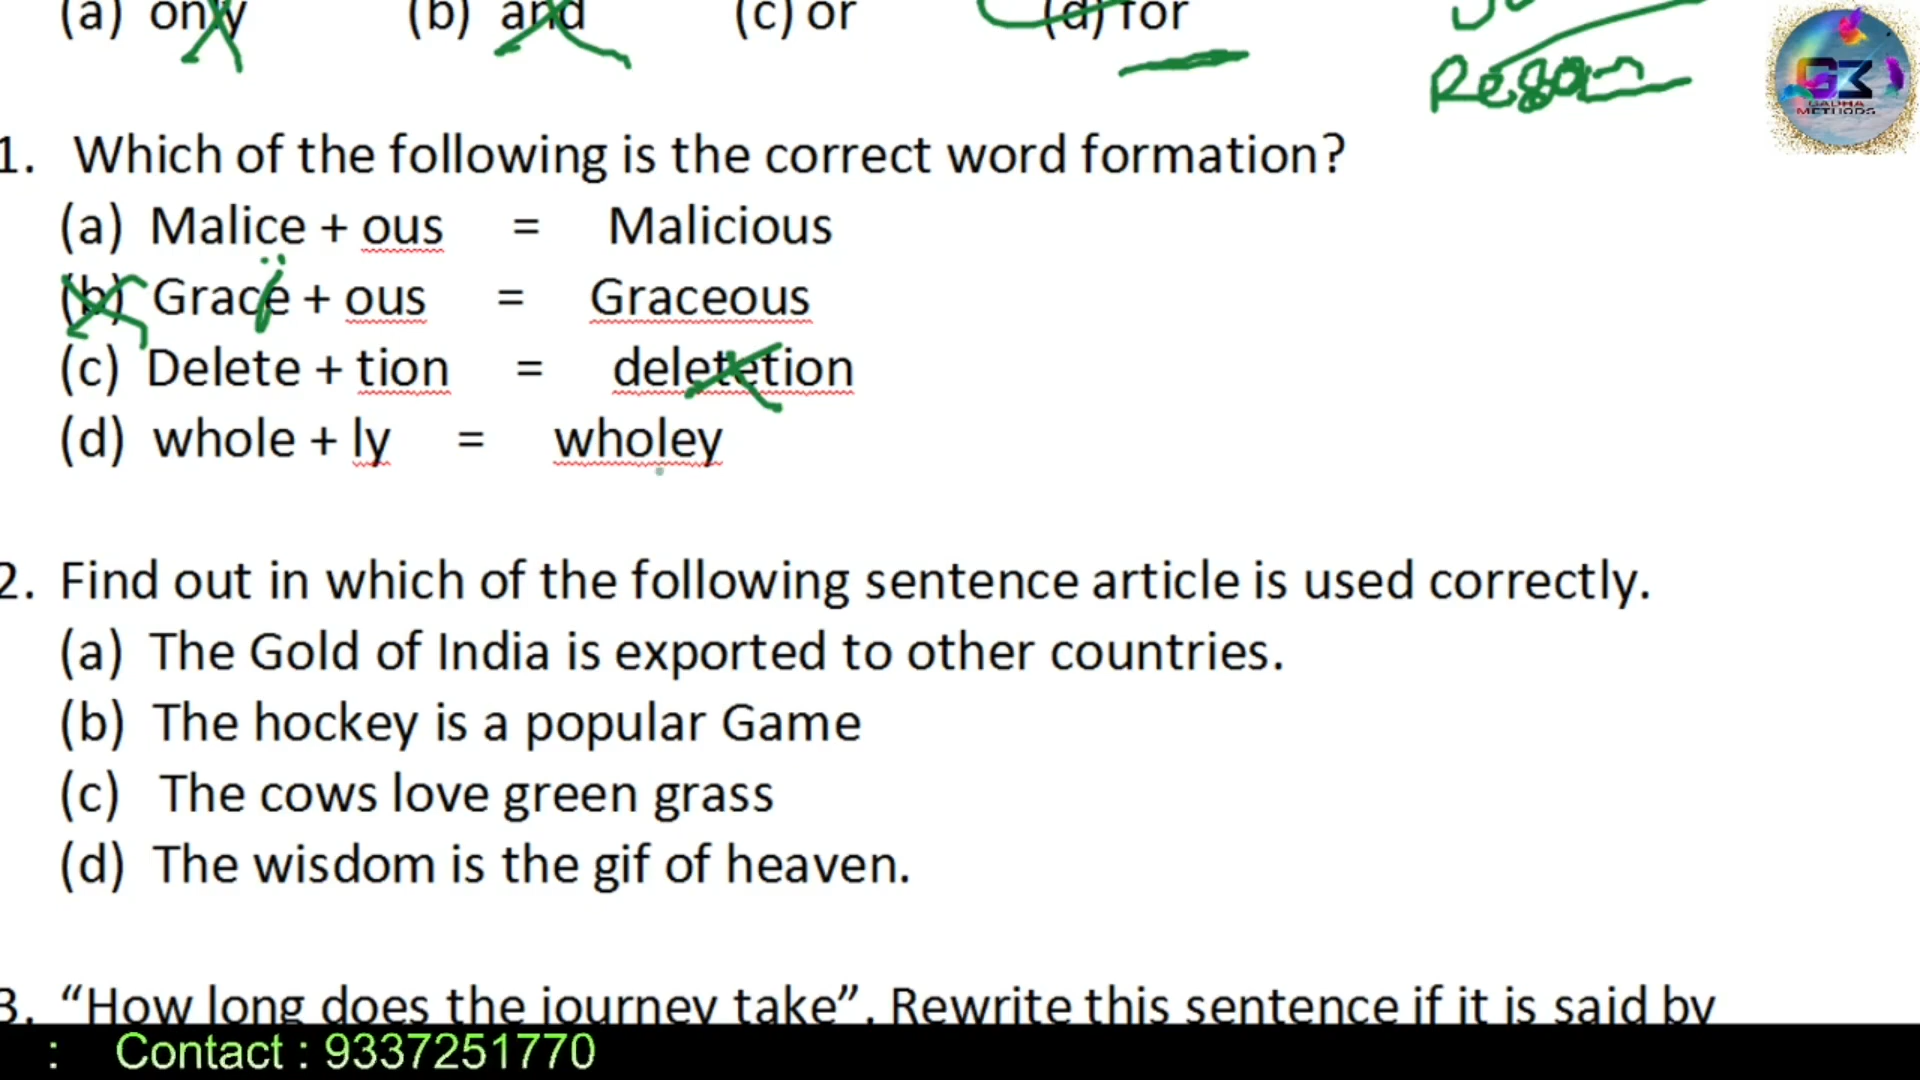 (a) only (b) and (c) or (d) for
Reason
1. Which of the following is the correct word formation?
(a) Malice + ous = Malicious
(b) Grace + ous = Graceous
(c) Delete + tion = deletetion
(d) whole + ly = wholey
2. Find out in which of the following sentence article is used correctly.
(a) The Gold of India is exported to other countries.
(b) The hockey is a popular Game
(c) The cows love green grass
(d) The wisdom is the gif of heaven.
3. “How long does the journey take”. Rewrite this sentence if it is said by
: Contact : 9337251770
G3
GADHA
METHODS